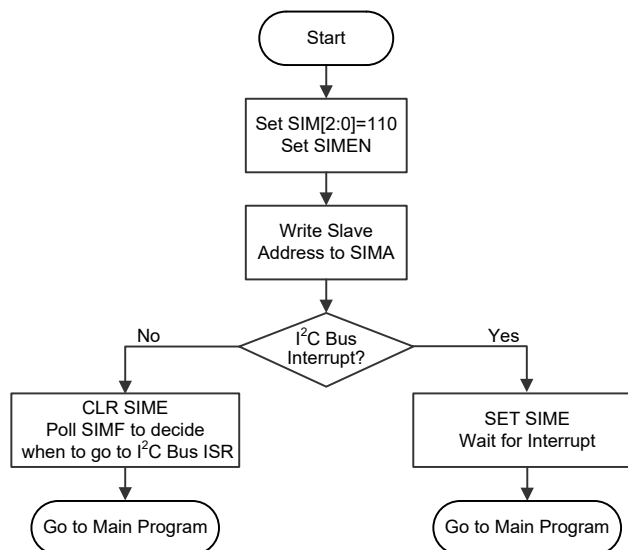 Start
Set SIM[2:0]=110
Set SIMEN
Write Slave
Address to SIMA
I²C Bus
Interrupt?
No
Yes
CLR SIME
Poll SIMF to decide
when to go to I²C Bus ISR
SET SIME
Wait for Interrupt
Go to Main Program
Go to Main Program